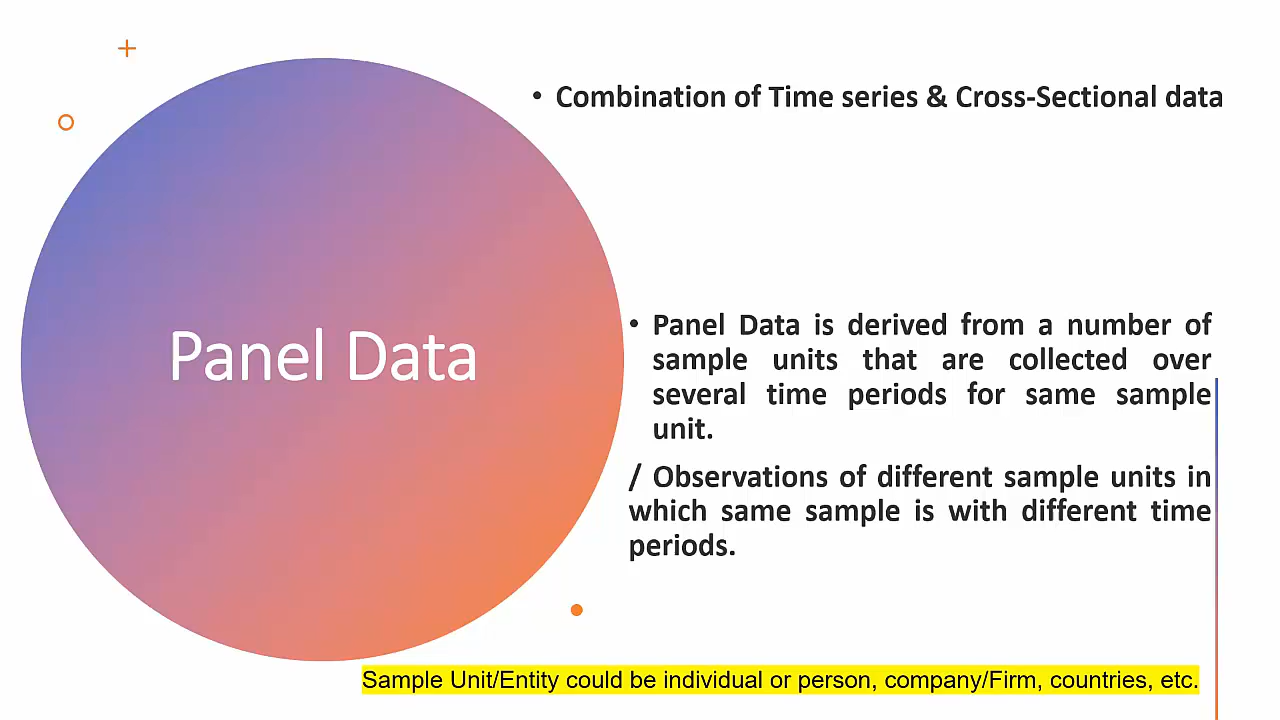 Panel Data
• Combination of Time series & Cross-Sectional data
• Panel Data is derived from a number of
sample units that are collected over
several time periods for same sample
unit.
/ Observations of different sample units in
which same sample is with different time
periods.
Sample Unit/Entity could be individual or person, company/Firm, countries, etc.